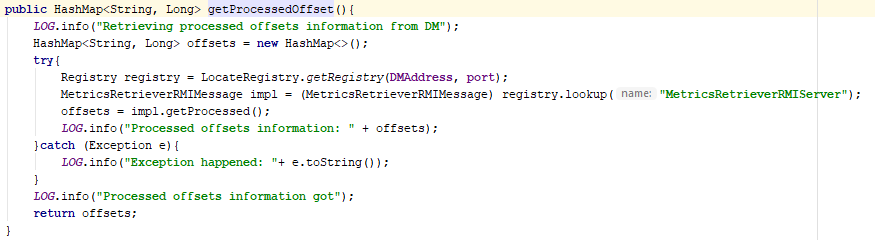 public HashMap<String, Long> getProcessedOffset(){
    LOG.info("Retrieving processed offsets information from DM");
    HashMap<String, Long> offsets = new HashMap<>();
    try{
        Registry registry = LocateRegistry.getRegistry(DMAddress, port);
        MetricsRetrieverRMIMessage impl = (MetricsRetrieverRMIMessage) registry.lookup( name: "MetricsRetrieverRMIServer");
        offsets = impl.getProcessed();
        LOG.info("Processed offsets information: " + offsets);
    }catch (Exception e){
        LOG.info("Exception happened: "+ e.toString());
    }
    LOG.info("Processed offsets information got");
    return offsets;
}